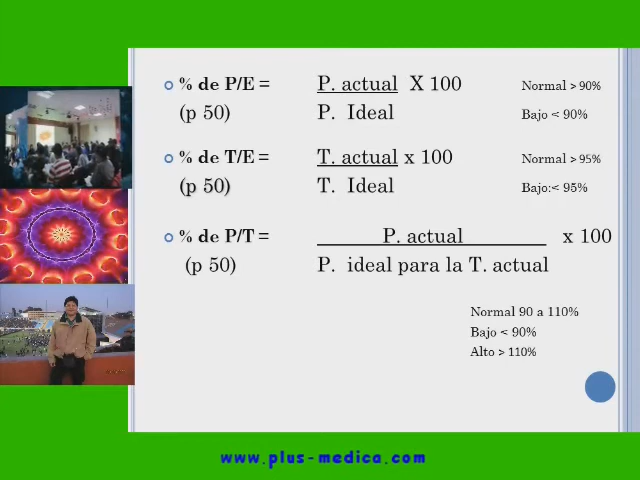 % de P/E = P. actual X 100 Normal > 90%
(p 50) P. Ideal Bajo < 90%
% de T/E = T. actual x 100 Normal > 95%
(p 50) T. Ideal Bajo:< 95%
% de P/T = P. actual x 100
(p 50) P. ideal para la T. actual
Normal 90 a 110%
Bajo < 90%
Alto > 110%
www.plus-medica.com